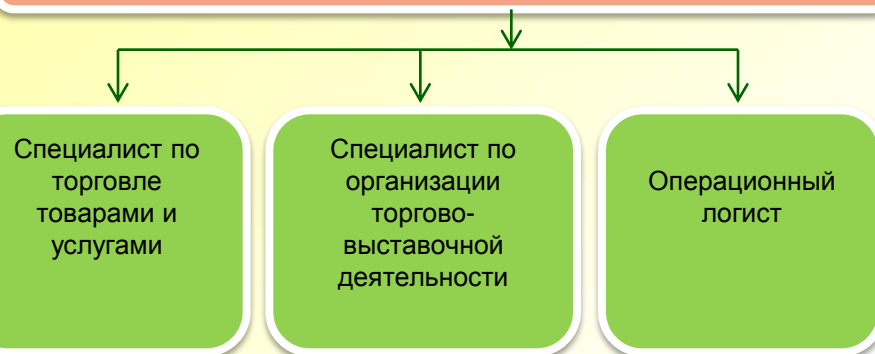 Специалист по
торговле
товарами и
услугами
Специалист по
организации
торгово-
выставочной
деятельности
Операционный
логист